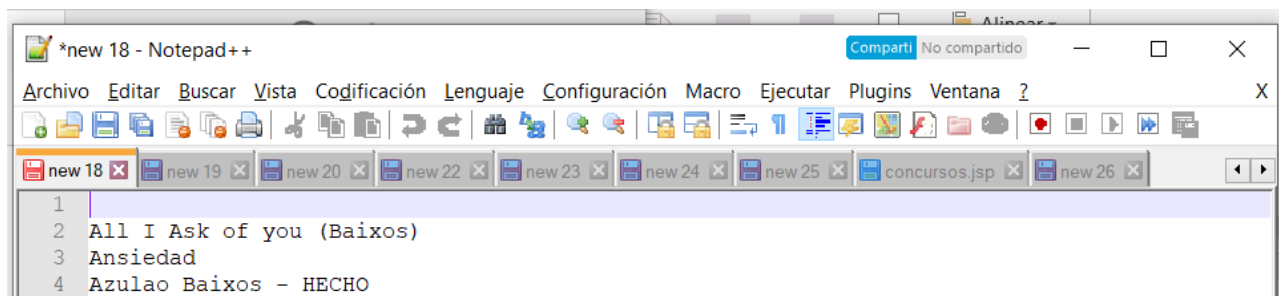 Alinear
*new 18 - Notepad++
Comparti No compartido
Archivo Editar Buscar Vista Codificación Lenguaje Configuración Macro Ejecutar Plugins Ventana ? X
new 18 new 19 new 20 new 22 new 23 new 24 new 25 concursos.jsp new 26
1
2 All I Ask of you (Baixos)
3 Ansiedad
4 Azulao Baixos - HECHO